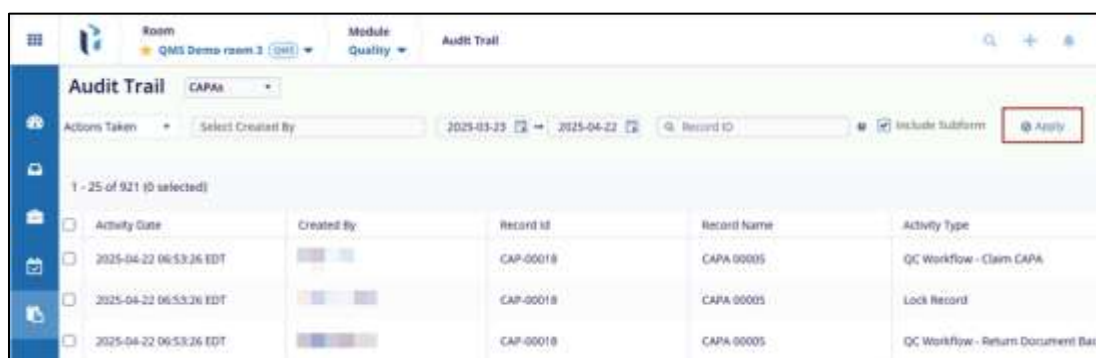 Room
Module
QMS Demo room 3 QMS
Quality
Audit Trail
Audit Trail CAPAs
Actions Taken Select Created By 2025-03-23 → 2025-04-22 Record ID Include Subform Apply
1 - 25 of 921 (0 selected)
Activity Date Created By Record Id Record Name Activity Type
2025-04-22 06:53:26 EDT CAP-00018 CAPA 00005 QC Workflow - Claim CAPA
2025-04-22 06:53:26 EDT CAP-00018 CAPA 00005 Lock Record
2025-04-22 06:53:26 EDT CAP-00018 CAPA 00005 QC Workflow - Return Document Bac